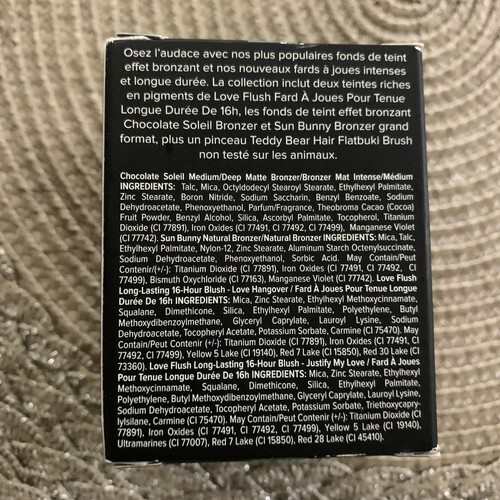 Osez l'audace avec nos plus populaires fonds de teint
effet bronzant et nos nouveaux fards à joues intenses
et longue durée. La collection inclut deux teintes riches
en pigments de Love Flush Fard À Joues Pour Tenue
Longue Durée De 16h, les fonds de teint effet bronzant
Chocolate Soleil Bronzer et Sun Bunny Bronzer grand
format, plus un pinceau Teddy Bear Hair Flatbuki Brush
non testé sur les animaux.
Chocolate Soleil Medium/Deep Matte Bronzer/Bronzer Mat Intense/Médium
INGREDIENTS: Talc, Mica, Octyldodecyl Stearoyl Stearate, Ethylhexyl Palmitate,
Zinc Stearate, Boron Nitride, Sodium Saccharin, Benzyl Benzoate, Sodium
Dehydroacetate, Phenoxyethanol, Parfum/Fragrance, Theobroma Cacao (Cocoa)
Fruit Powder, Benzyl Alcohol, Silica, Ascorbyl Palmitate, Tocopherol, Titanium
Dioxide (CI 77891), Iron Oxides (CI 77491, CI 77492, CI 77499), Manganese Violet
(CI 77742). Sun Bunny Natural Bronzer/Natural Bronzer INGREDIENTS: Mica, Talc,
Ethylhexyl Palmitate, Nylon-12, Zinc Stearate, Aluminum Starch Octenylsuccinate,
Sodium Dehydroacetate, Phenoxyethanol, Sorbic Acid. May Contain/Peut
Contenir/(+/-): Titanium Dioxide (CI 77891), Iron Oxides (CI 77491, CI 77492, CI
77499), Bismuth Oxychloride (CI 77163), Manganese Violet (CI 77742). Love Flush
Long-Lasting 16-Hour Blush - Love Hangover / Fard À Joues Pour Tenue Longue
Durée De 16h INGREDIENTS: Mica, Zinc Stearate, Ethylhexyl Methoxycinnamate,
Squalane, Dimethicone, Silica, Ethylhexyl Palmitate, Polyethylene, Butyl
Methoxydibenzoylmethane, Glyceryl Caprylate, Lauroyl Lysine, Sodium
Dehydroacetate, Tocopheryl Acetate, Potassium Sorbate, Carmine (CI 75470). May
Contain/Peut Contenir (+/-): Titanium Dioxide (CI 77891), Iron Oxides (CI 77491, CI
77492, CI 77499), Yellow 5 Lake (CI 19140), Red 7 Lake (CI 15850), Red 30 Lake (CI
73360). Love Flush Long-Lasting 16-Hour Blush - Justify My Love / Fard À Joues
Pour Tenue Longue Durée De 16h INGREDIENTS: Mica, Zinc Stearate, Ethylhexyl
Methoxycinnamate, Squalane, Dimethicone, Silica, Ethylhexyl Palmitate,
Polyethylene, Butyl Methoxydibenzoylmethane, Glyceryl Caprylate, Lauroyl Lysine,
Sodium Dehydroacetate, Tocopheryl Acetate, Potassium Sorbate, Triethoxycapry-
lylsilane, Carmine (CI 75470). May Contain/Peut Contenir (+/-): Titanium Dioxide (CI
77891), Iron Oxides (CI 77491, CI 77492, CI 77499), Yellow 5 Lake (CI 19140),
Ultramarines (CI 77007), Red 7 Lake (CI 15850), Red 28 Lake (CI 45410).